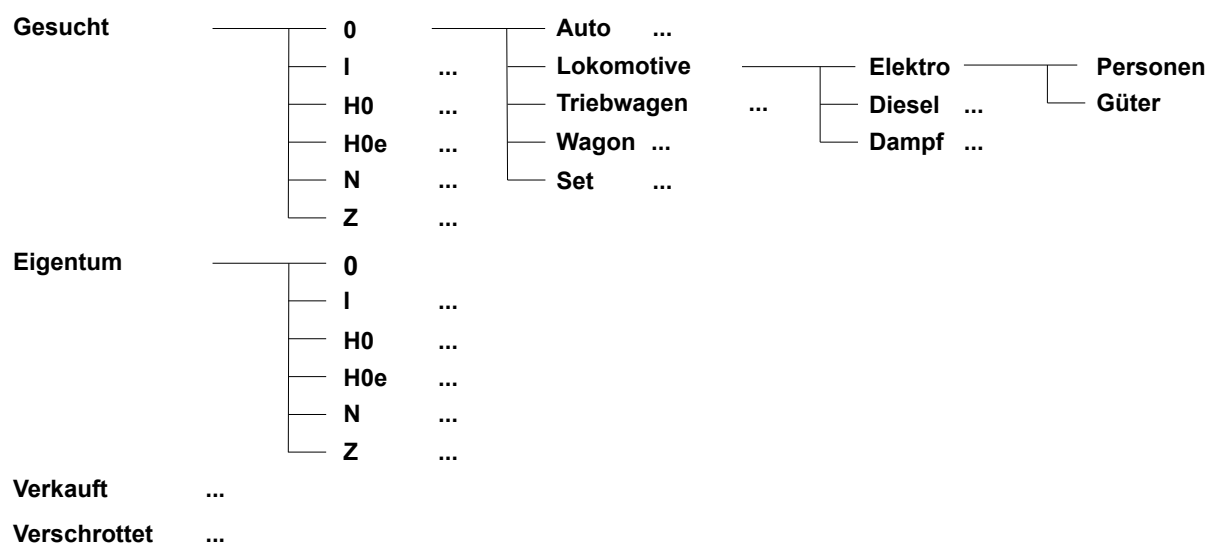 Gesucht 0 Auto ...
I ... Lokomotive Elektro Personen
H0 ... Triebwagen ... Diesel ... Güter
H0e ... Wagon ... Dampf ...
N ... Set ...
Z ...
Eigentum 0
I ...
H0 ...
H0e ...
N ...
Z ...
Verkauft ...
Verschrottet ...